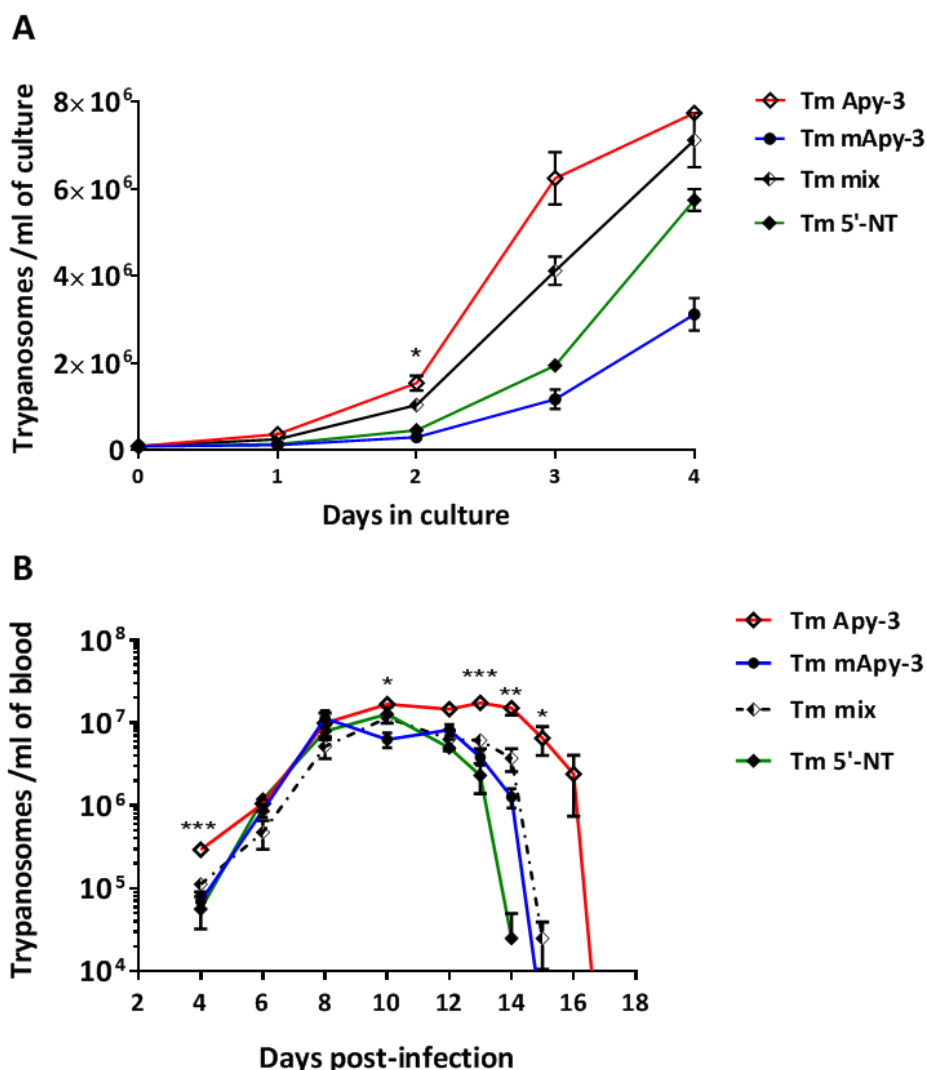 A
Trypanosomes /ml of culture
8×10⁶
6×10⁶
4×10⁶
2×10⁶
0
*
0 1 2 3 4
Days in culture
Tm Apy-3
Tm mApy-3
Tm mix
Tm 5'-NT
B
Trypanosomes /ml of blood
10⁸
10⁷
10⁶
10⁵
10⁴
*** * *** ** *
2 4 6 8 10 12 14 16 18
Days post-infection
Tm Apy-3
Tm mApy-3
Tm mix
Tm 5'-NT